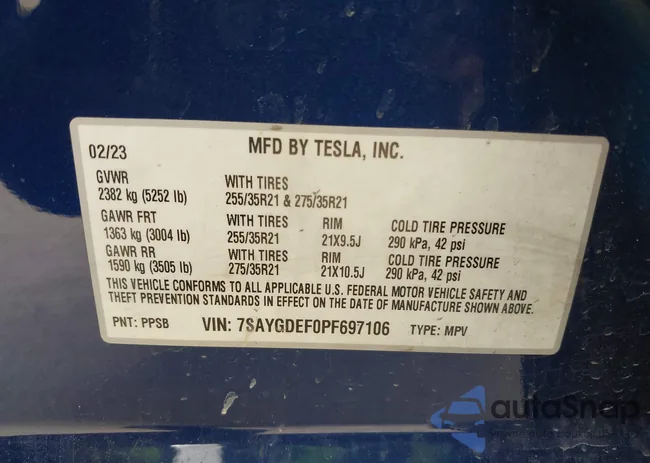 02/23 MFD BY TESLA, INC.
GVWR WITH TIRES
2382 kg (5252 lb) 255/35R21 & 275/35R21
GAWR FRT WITH TIRES RIM COLD TIRE PRESSURE
1363 kg (3004 lb) 255/35R21 21X9.5J 290 kPa, 42 psi
GAWR RR WITH TIRES RIM COLD TIRE PRESSURE
1590 kg (3505 lb) 275/35R21 21X10.5J 290 kPa, 42 psi
THIS VEHICLE CONFORMS TO ALL APPLICABLE U.S. FEDERAL MOTOR VEHICLE SAFETY AND
THEFT PREVENTION STANDARDS IN EFFECT ON THE DATE OF MANUFACTURE SHOWN ABOVE.
PNT: PPSB VIN: 7SAYGDEF0PF697106 TYPE: MPV
autoSnap